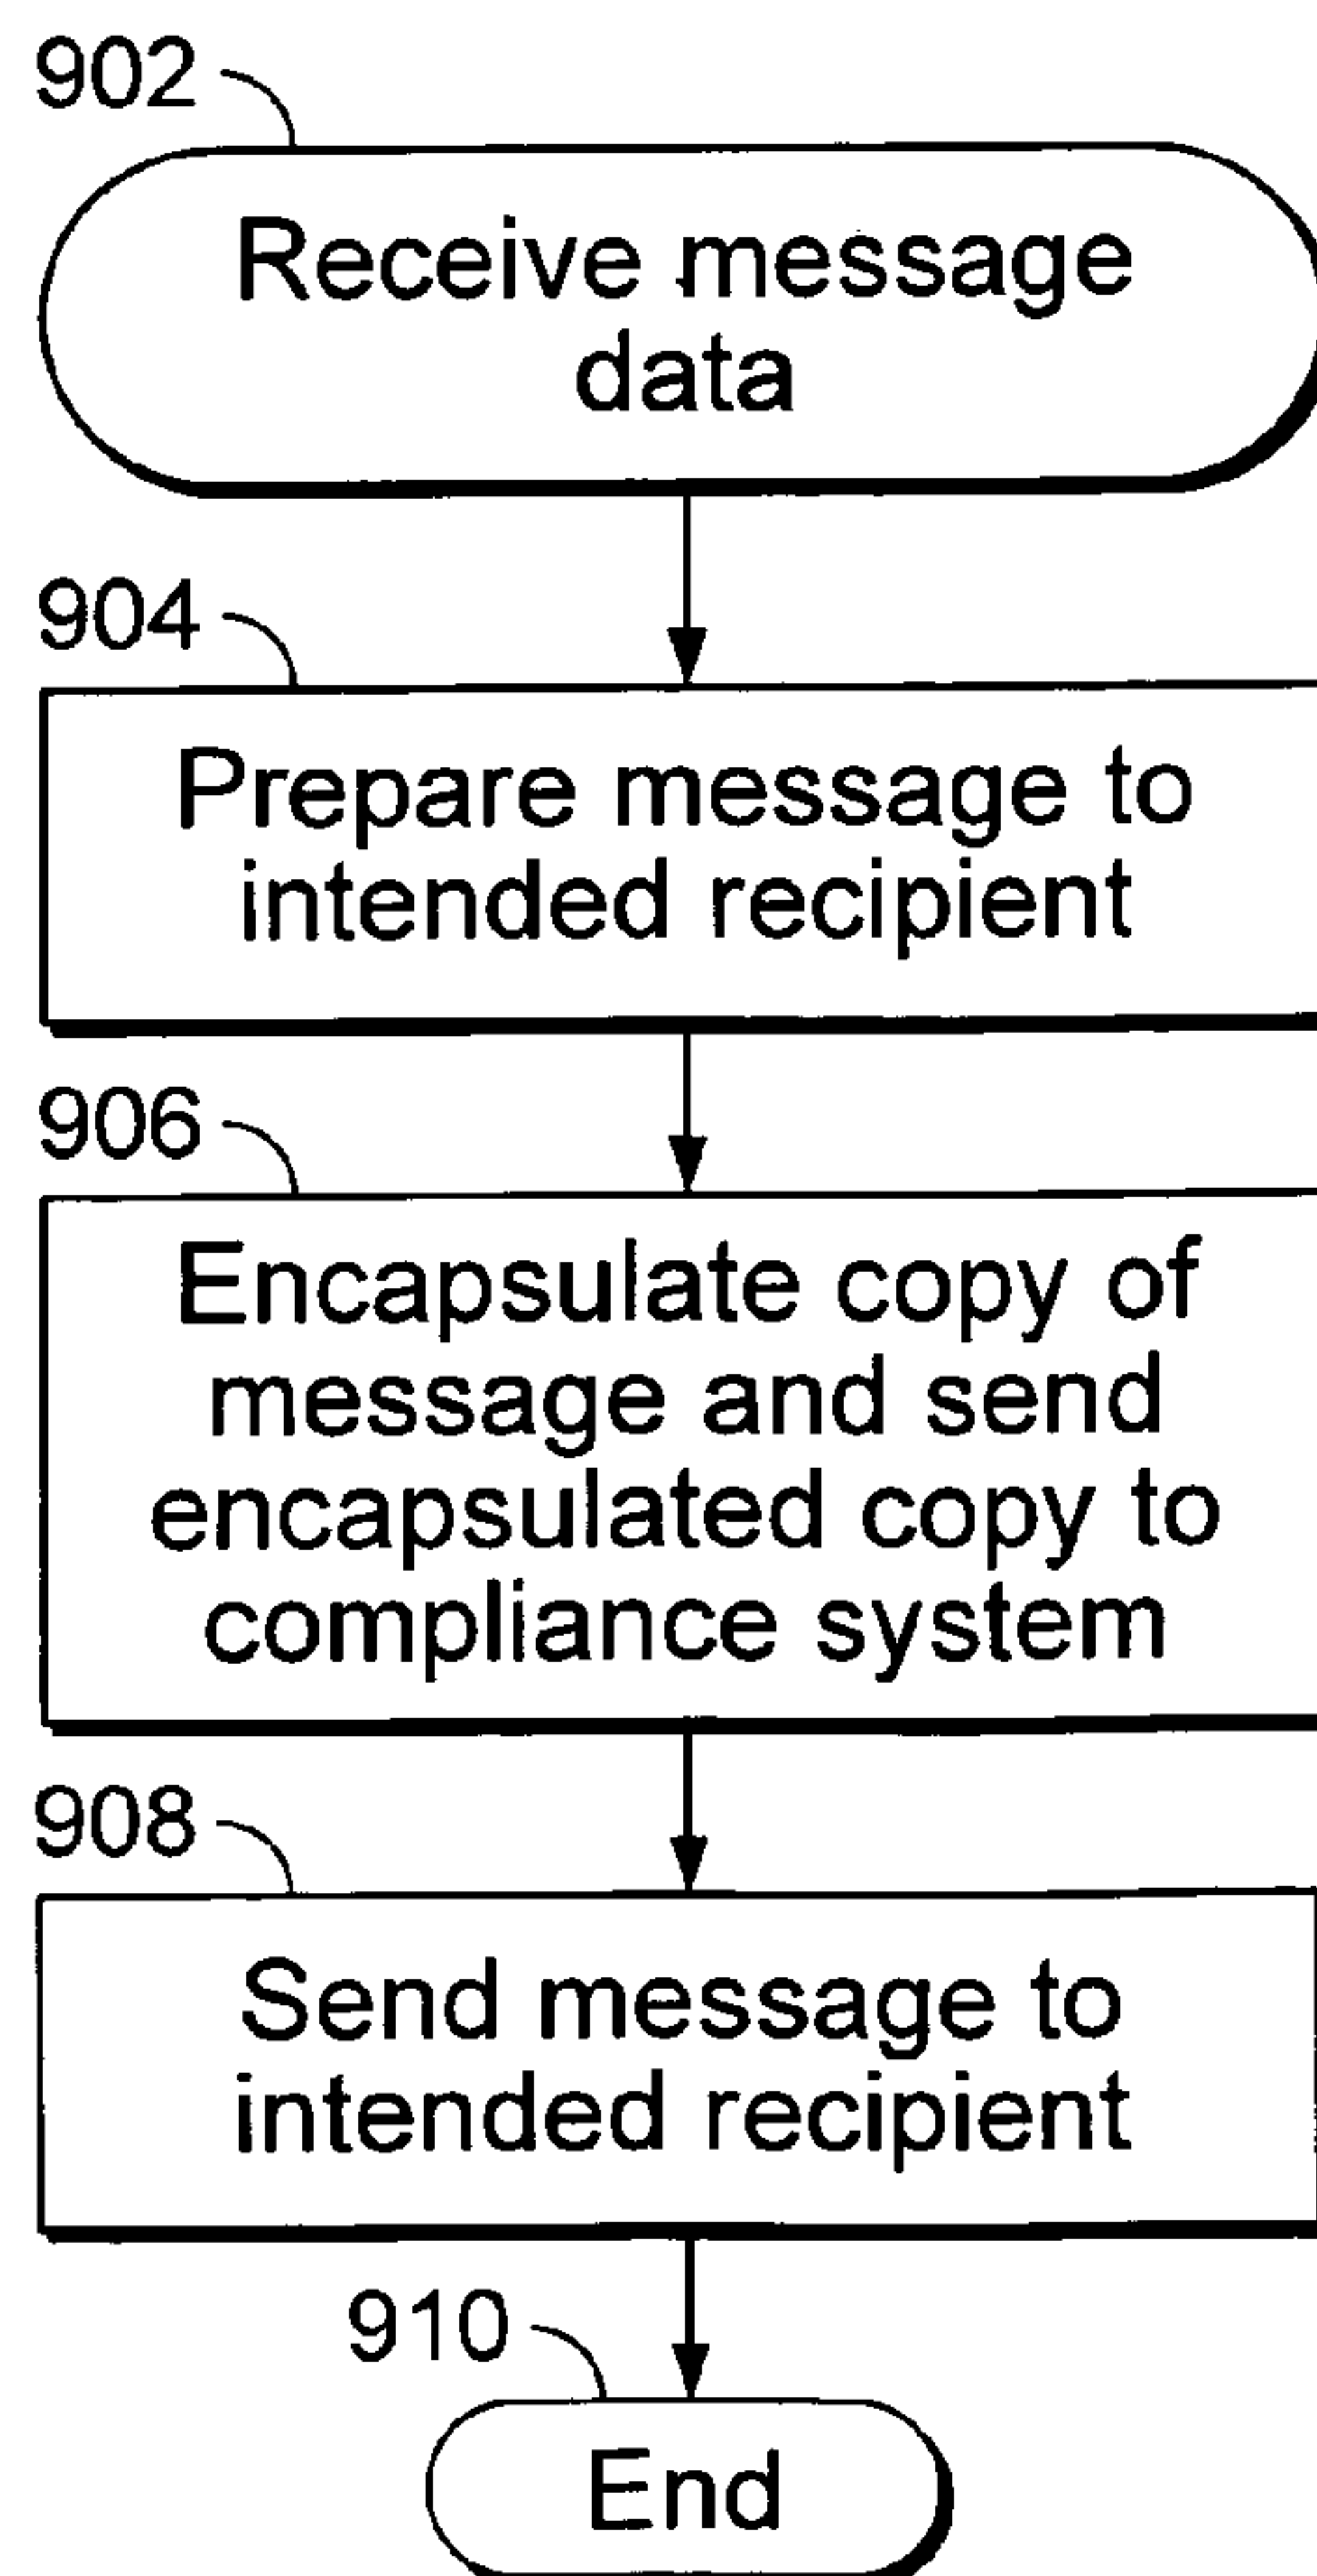 902
Receive message
data
904
Prepare message to
intended recipient
906
Encapsulate copy of
message and send
encapsulated copy to
compliance system
908
Send message to
intended recipient
910
End